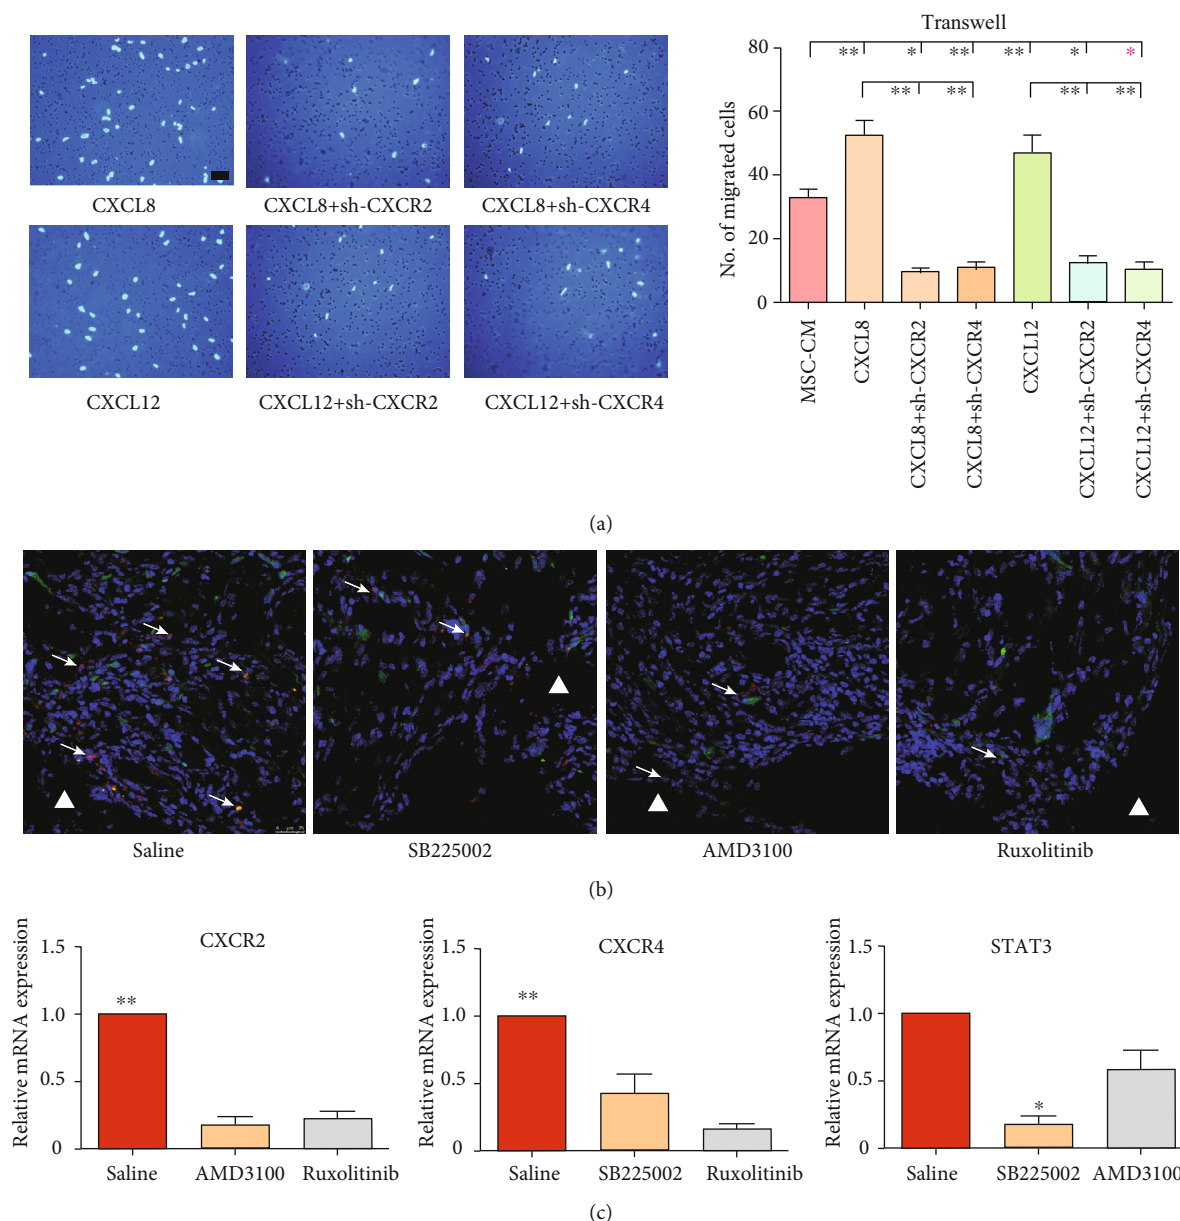 CXCL8
CXCL8+sh-CXCR2
CXCL8+sh-CXCR4
CXCL12
CXCL12+sh-CXCR2
CXCL12+sh-CXCR4
Transwell
** * ** ** * *
** ** ** **
No. of migrated cells
80
60
40
20
0
MSC-CM
CXCL8
CXCL8+sh-CXCR2
CXCL8+sh-CXCR4
CXCL12
CXCL12+sh-CXCR2
CXCL12+sh-CXCR4
(a)
Saline
SB225002
AMD3100
Ruxolitinib
(b)
CXCR2
Relative mRNA expression
1.5
1.0
0.5
0
**
Saline
AMD3100
Ruxolitinib
CXCR4
Relative mRNA expression
1.5
1.0
0.5
0
**
Saline
SB225002
Ruxolitinib
STAT3
Relative mRNA expression
1.5
1.0
0.5
0
*
Saline
SB225002
AMD3100
(c)